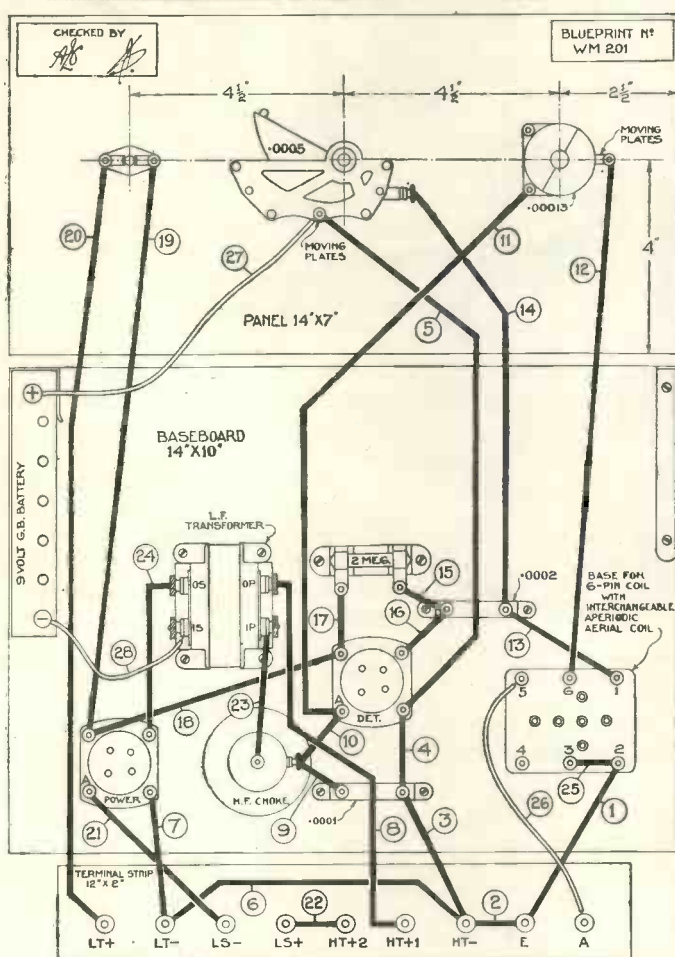 CHECKED BY
BLUEPRINT Nº
WM 201
4½"
4½"
2½"
.0005
MOVING
PLATES
.00013
20
19
27
MOVING
PLATES
11
12
4"
5
14
PANEL 14"X7"
+
BASEBOARD
14"X10"
9 VOLT G.B. BATTERY
L.F.
TRANSFORMER
24
OS
OP
2 MEG.
15
.0002
BASE FOR
6-PIN COIL
WITH
INTERCHANGEABLE
APERIODIC
AERIAL COIL
IS
IP
17
16
13
−
28
5
6
1
18
23
A
DET.
10
4
4
3
2
25
A
POWER
H.F. CHOKE
21
7
9
.0001
8
3
26
1
TERMINAL STRIP
12"X2"
6
22
2
LT+
LT-
LS-
LS+
HT+2
HT+1
HT-
E
A